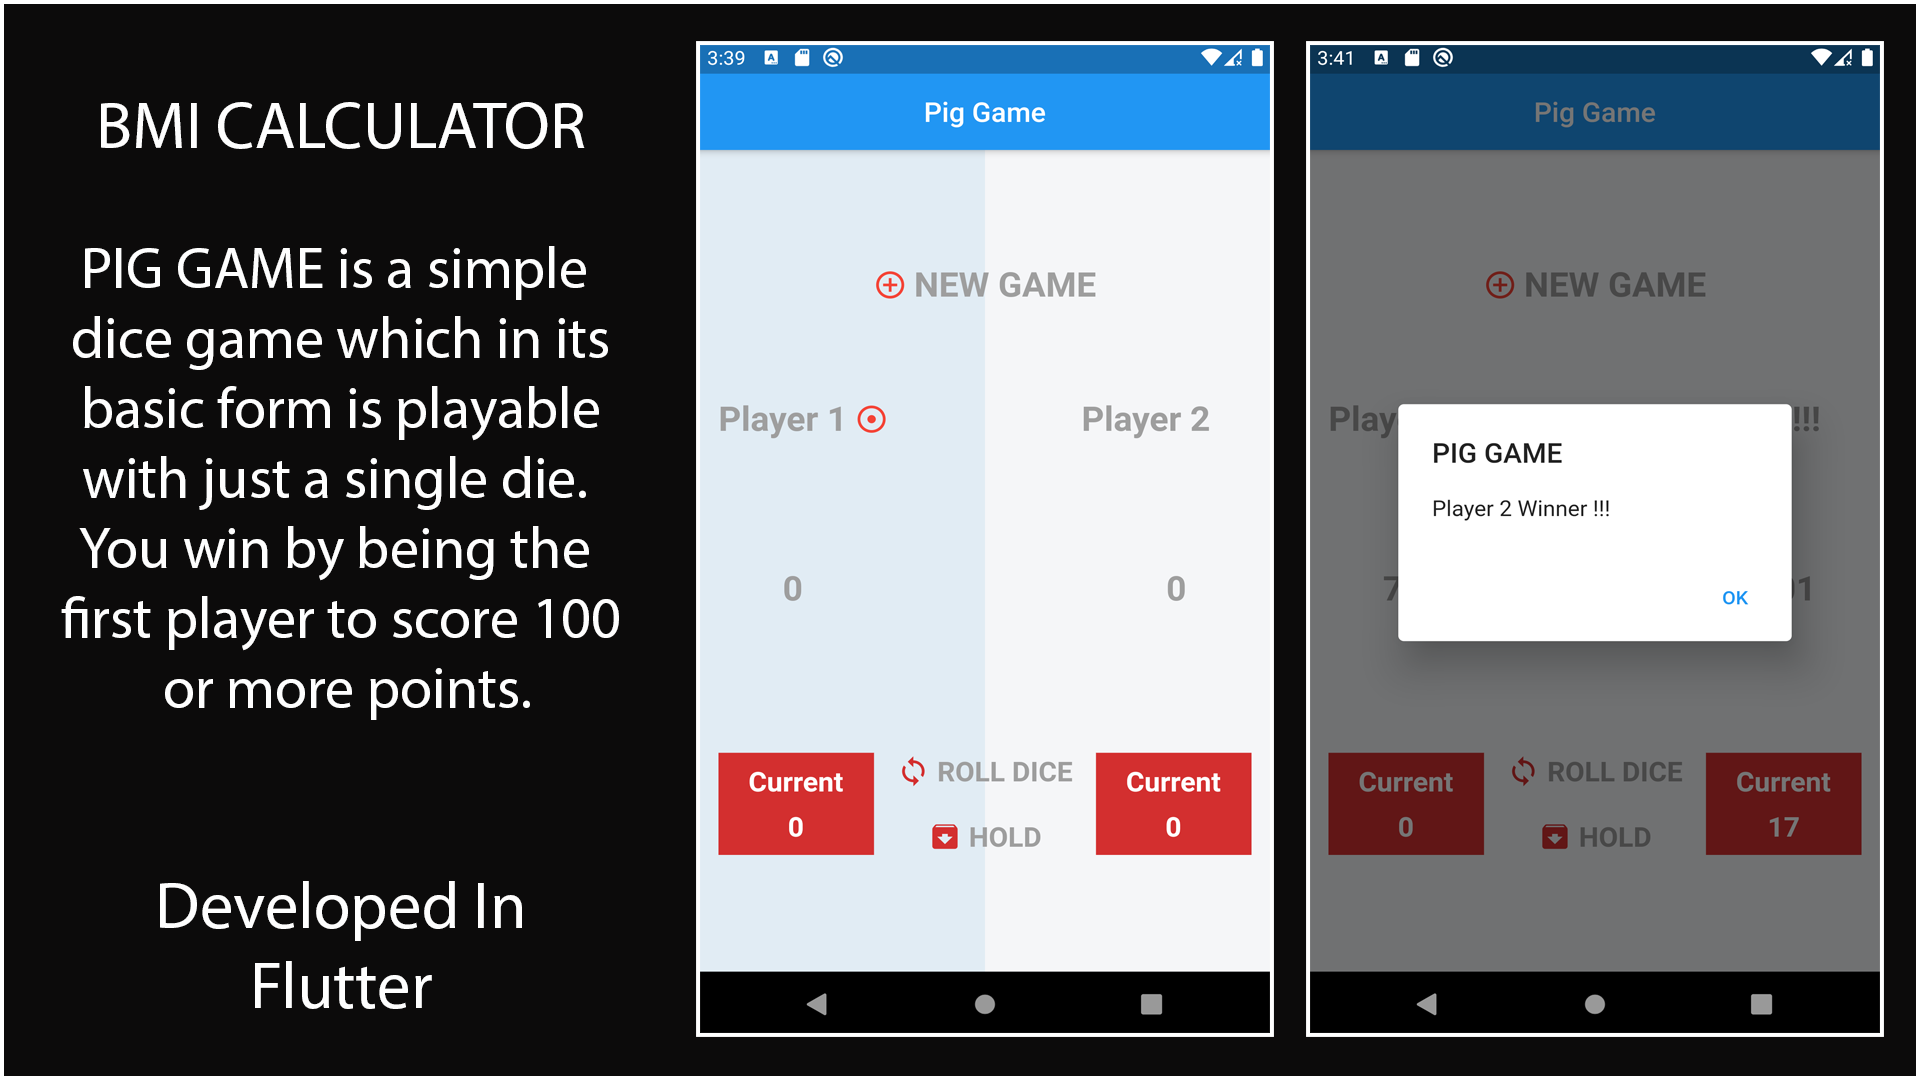 BMI CALCULATOR
PIG GAME is a simple
dice game which in its
basic form is playable
with just a single die.
You win by being the
first player to score 100
or more points.
Developed In
Flutter
3:39
Pig Game
NEW GAME
Player 1
Player 2
0
0
Current
0
ROLL DICE
HOLD
Current
0
3:41
Pig Game
NEW GAME
Play
!!!
PIG GAME
Player 2 Winner !!!
OK
7
1
Current
0
ROLL DICE
HOLD
Current
17